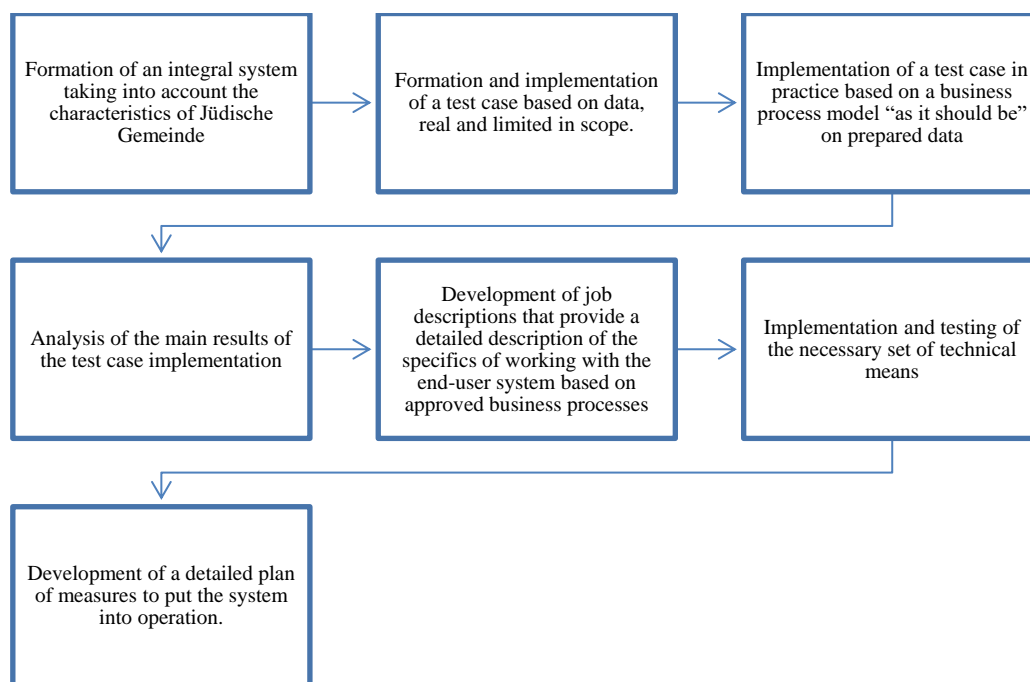 Formation of an integral system
taking into account the
characteristics of Jüdische
Gemeinde
Formation and implementation
of a test case based on data,
real and limited in scope.
Implementation of a test case in
practice based on a business
process model “as it should be”
on prepared data
Analysis of the main results of
the test case implementation
Development of job
descriptions that provide a
detailed description of the
specifics of working with the
end-user system based on
approved business processes
Implementation and testing of
the necessary set of technical
means
Development of a detailed plan
of measures to put the system
into operation.